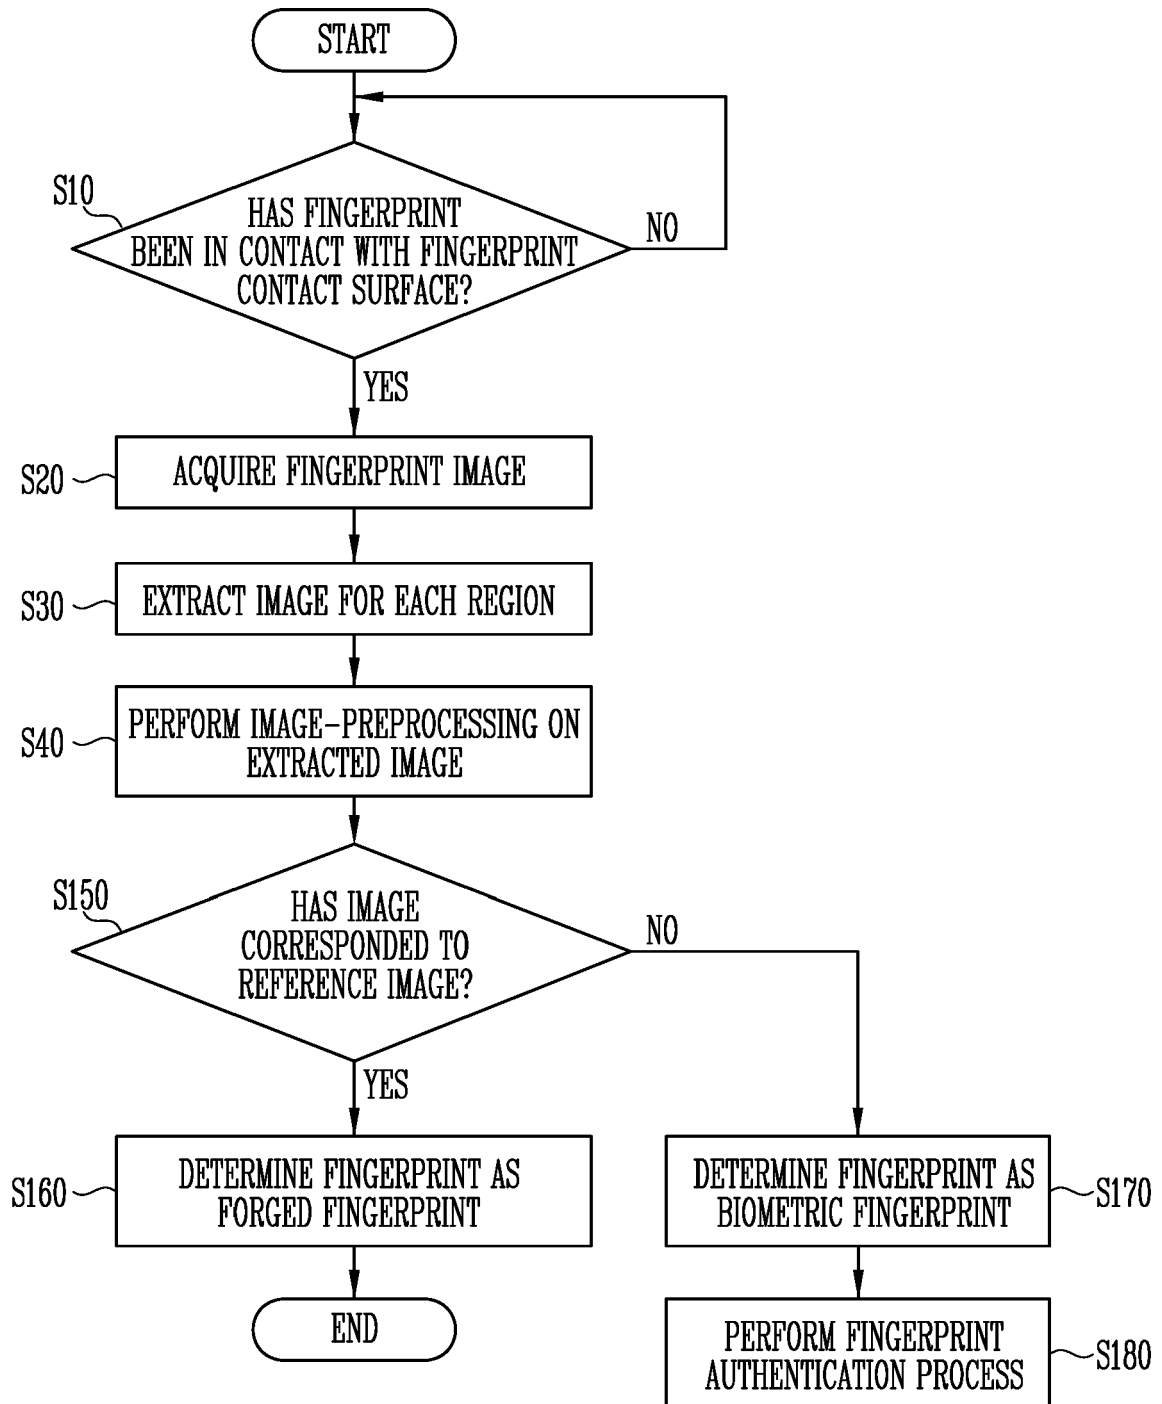 START
S10
HAS FINGERPRINT
BEEN IN CONTACT WITH FINGERPRINT
CONTACT SURFACE?
NO
YES
S20
ACQUIRE FINGERPRINT IMAGE
S30
EXTRACT IMAGE FOR EACH REGION
S40
PERFORM IMAGE-PREPROCESSING ON
EXTRACTED IMAGE
S150
HAS IMAGE
CORRESPONDED TO
REFERENCE IMAGE?
NO
YES
S160
DETERMINE FINGERPRINT AS
FORGED FINGERPRINT
DETERMINE FINGERPRINT AS
BIOMETRIC FINGERPRINT
S170
END
PERFORM FINGERPRINT
AUTHENTICATION PROCESS
S180